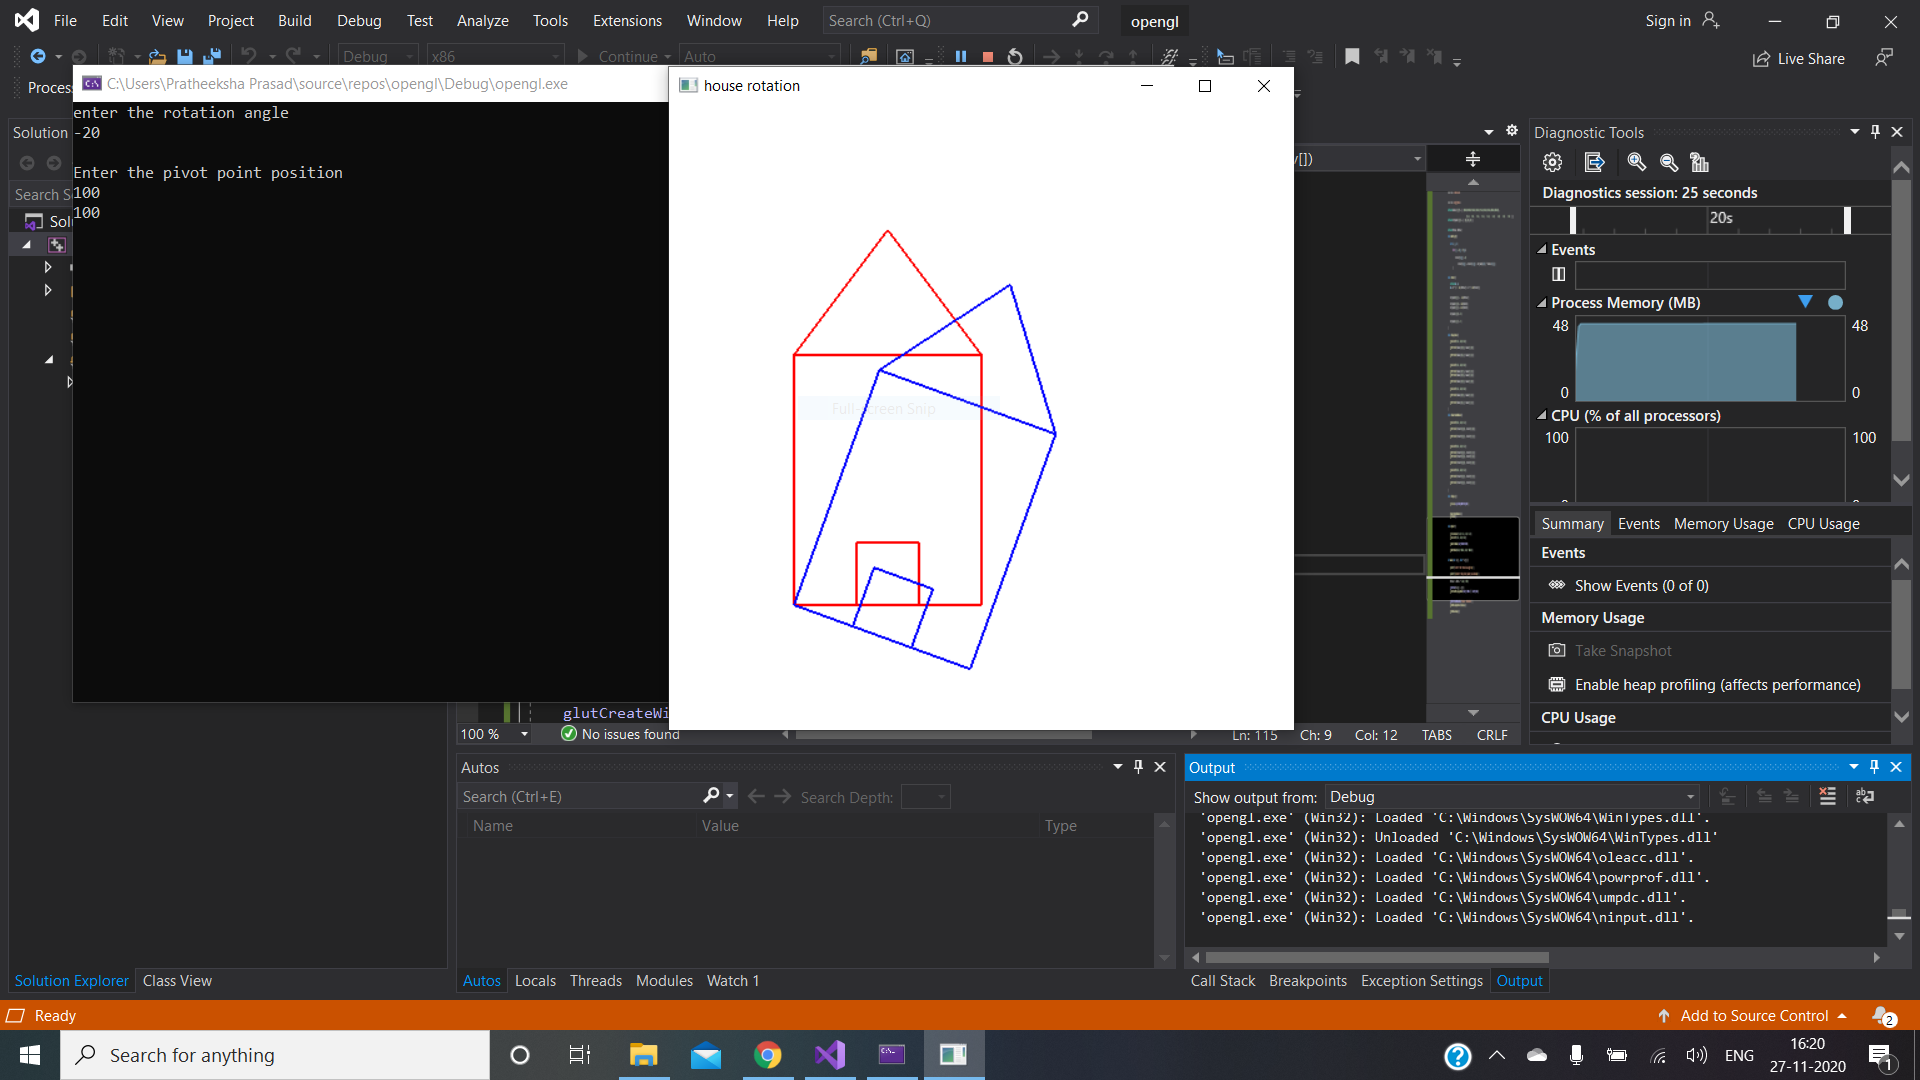 File Edit View Project Build Debug Test Analyze Tools Extensions Window Help Search (Ctrl+Q) opengl Sign in
Debug x86 Continue Auto Live Share
Process
C:\Users\Pratheeksha Prasad\source\repos\opengl\Debug\opengl.exe
house rotation
enter the rotation angle
-20
Enter the pivot point position
100
100
Solution
Search S
Solu
Full-screen Snip
y[])
glutCreateWi
100 % No issues found Ln: 115 Ch: 9 Col: 12 TABS CRLF
Diagnostic Tools
Diagnostics session: 25 seconds
20s
Events
Process Memory (MB)
48 48
0 0
CPU (% of all processors)
100 100
Summary Events Memory Usage CPU Usage
Events
Show Events (0 of 0)
Memory Usage
Take Snapshot
Enable heap profiling (affects performance)
CPU Usage
Autos
Search (Ctrl+E) Search Depth:
Name Value Type
Output
Show output from: Debug
'opengl.exe' (Win32): Loaded 'C:\Windows\SysWOW64\WinTypes.dll'.
'opengl.exe' (Win32): Unloaded 'C:\Windows\SysWOW64\WinTypes.dll'
'opengl.exe' (Win32): Loaded 'C:\Windows\SysWOW64\oleacc.dll'.
'opengl.exe' (Win32): Loaded 'C:\Windows\SysWOW64\powrprof.dll'.
'opengl.exe' (Win32): Loaded 'C:\Windows\SysWOW64\umpdc.dll'.
'opengl.exe' (Win32): Loaded 'C:\Windows\SysWOW64\ninput.dll'.
Solution Explorer Class View
Autos Locals Threads Modules Watch 1
Call Stack Breakpoints Exception Settings Output
Ready Add to Source Control 2
Search for anything ENG 16:20
27-11-2020 1